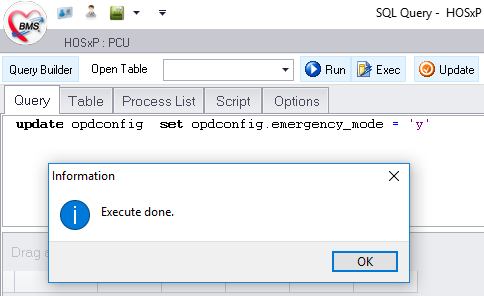 BMS
SQL Query - HOSxP
HOSxP : PCU
Query Builder Open Table Run Exec Update
Query Table Process List Script Options
update opdconfig set opdconfig.emergency_mode = 'y'
Information
Execute done.
OK
Drag a